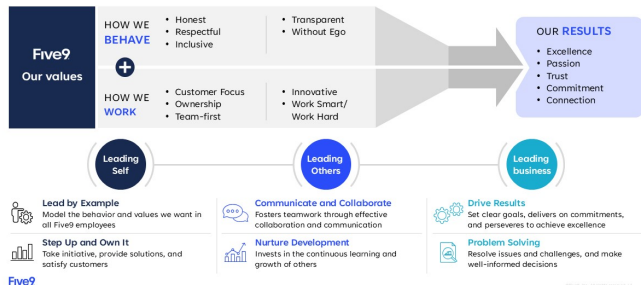 Five9
Our values
HOW WE
BEHAVE
• Honest
• Respectful
• Inclusive
• Transparent
• Without Ego
HOW WE
WORK
• Customer Focus
• Ownership
• Team-first
• Innovative
• Work Smart/
Work Hard
OUR RESULTS
• Excellence
• Passion
• Trust
• Commitment
• Connection
Leading
Self
Leading
Others
Leading
business
Lead by Example
Model the behavior and values we want in
all Five9 employees
Step Up and Own It
Take initiative, provide solutions, and
satisfy customers
Communicate and Collaborate
Fosters teamwork through effective
collaboration and communication
Nurture Development
Invests in the continuous learning and
growth of others
Drive Results
Set clear goals, delivers on commitments,
and perseveres to achieve excellence
Problem Solving
Resolve issues and challenges, and make
well-informed decisions
Five9